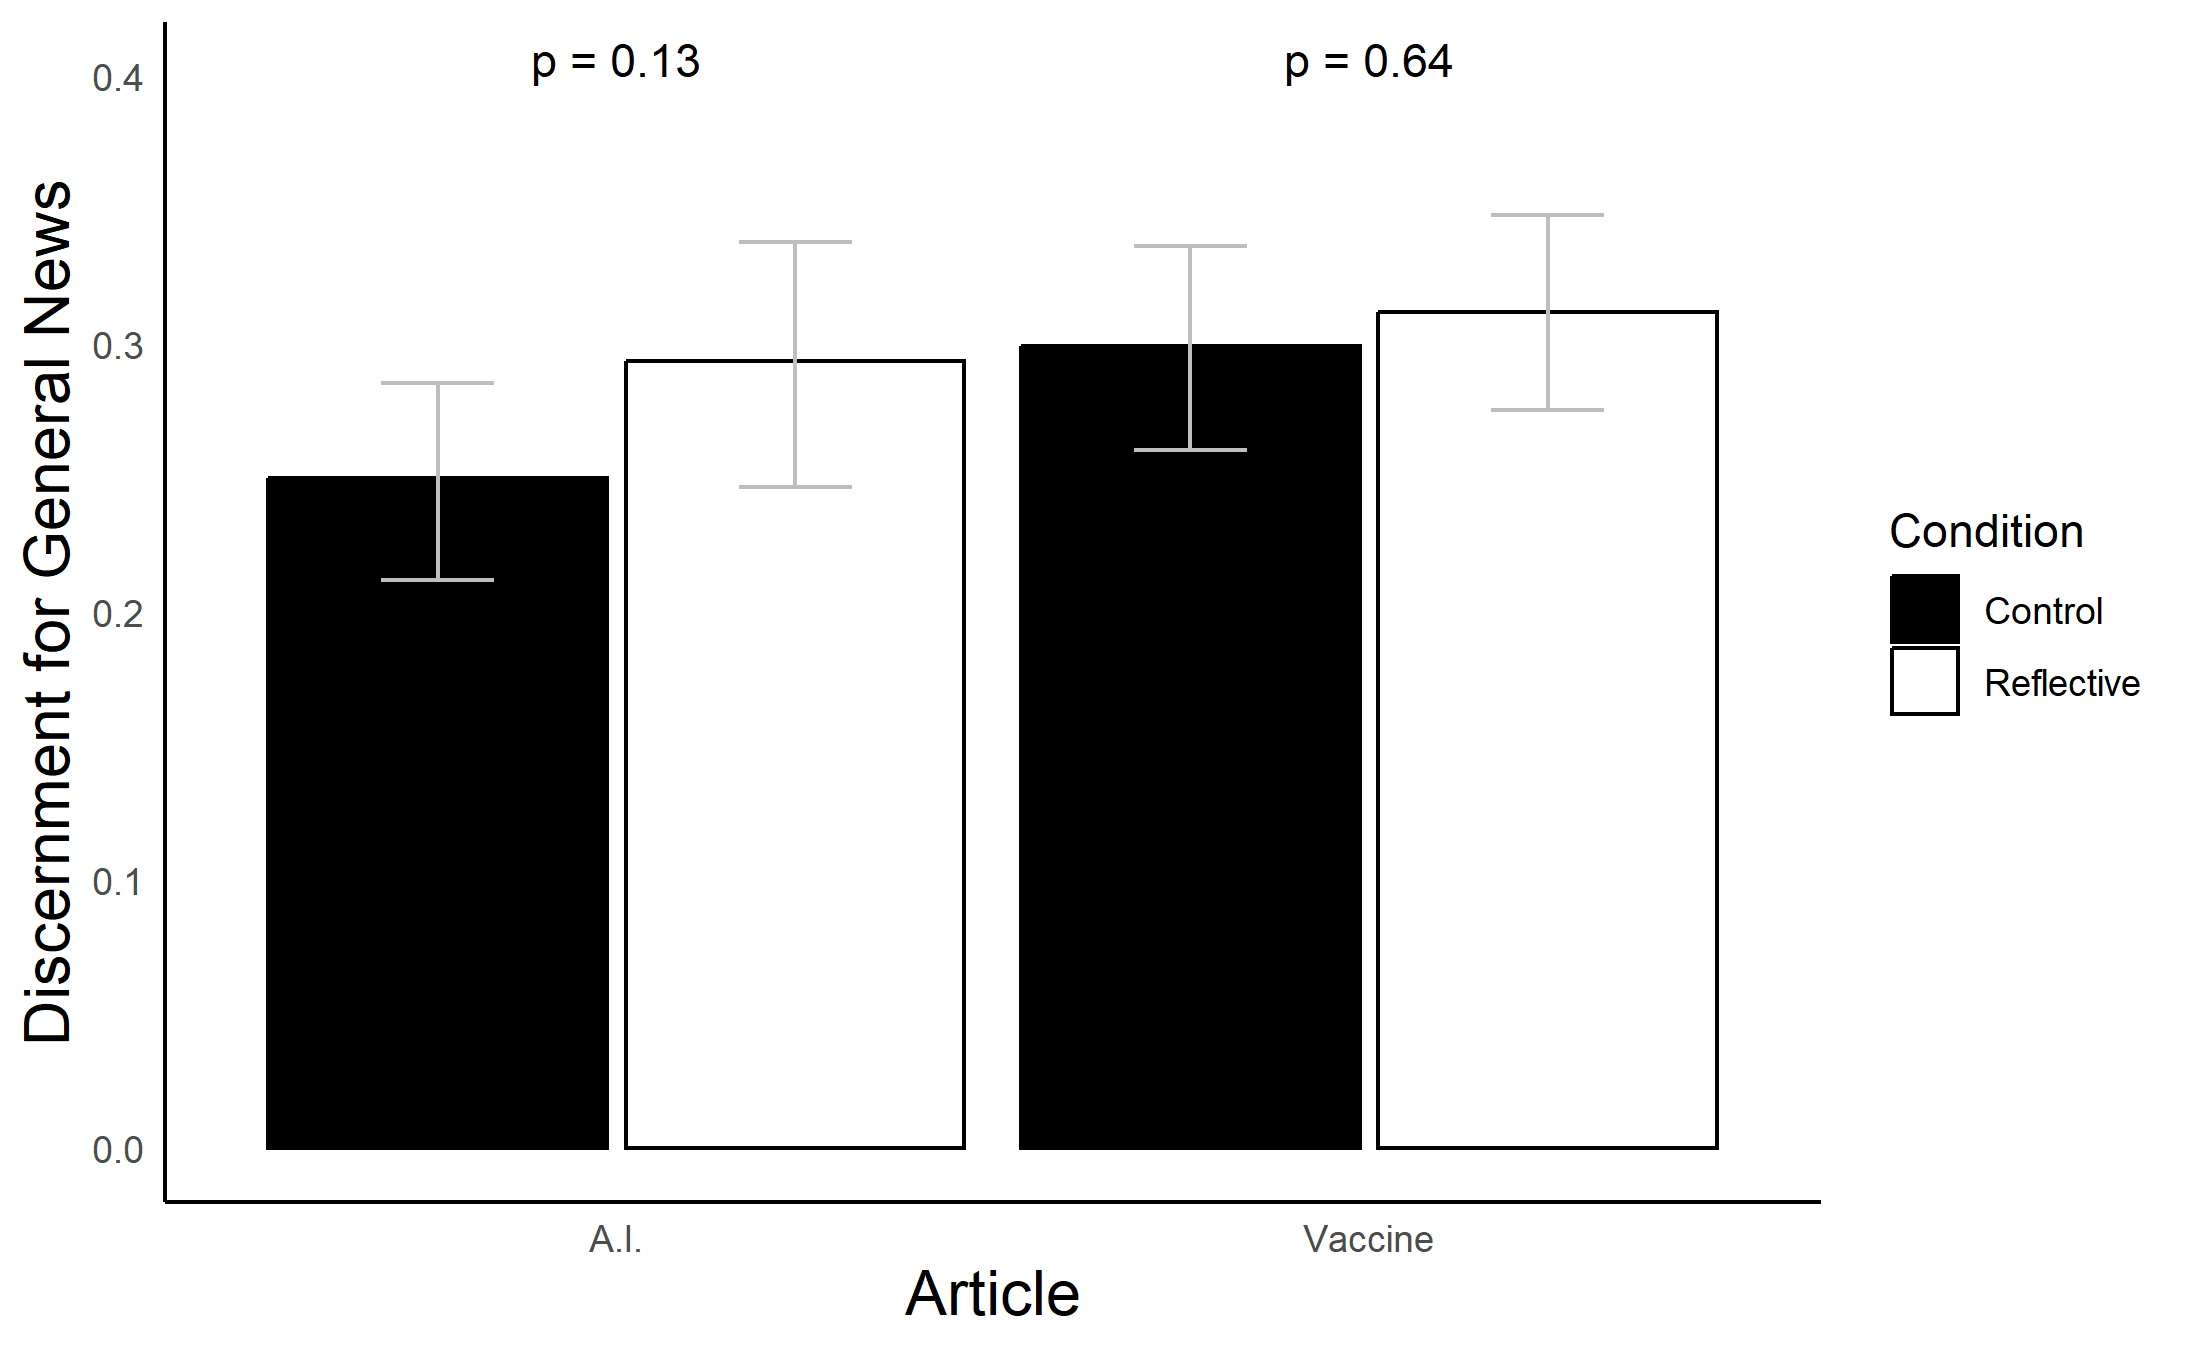 p = 0.13
p = 0.64
Discernment for General News
0.4
0.3
0.2
0.1
0.0
A.I.
Vaccine
Article
Condition
Control
Reflective